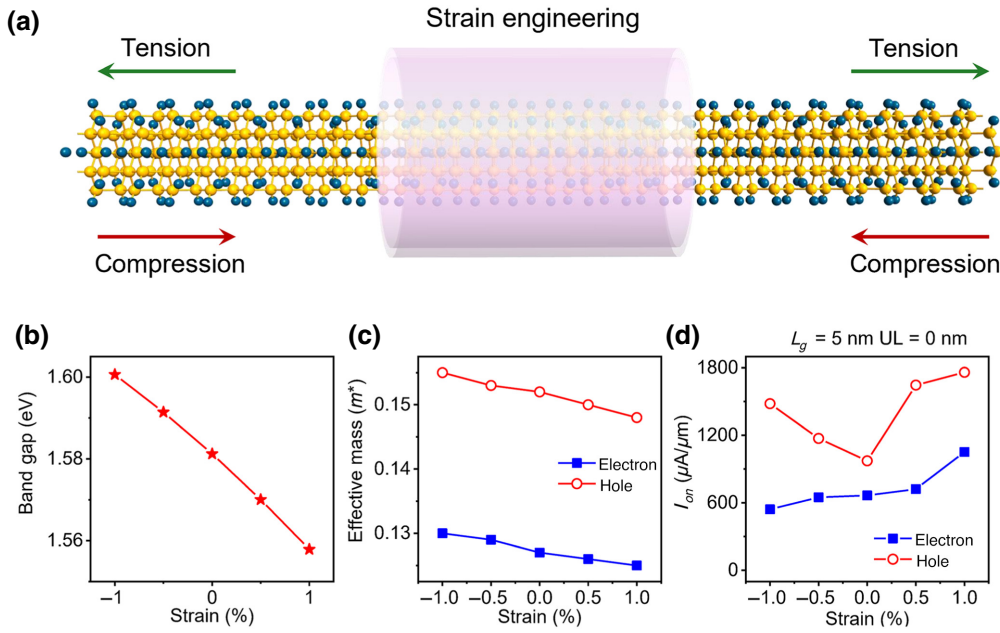 (a)
Strain engineering
Tension
Tension
Compression
Compression
(b)
Band gap (eV)
1.60
1.58
1.56
−1
0
1
Strain (%)
(c)
Effective mass (m*)
0.15
0.14
0.13
Electron
Hole
−1.0
−0.5
0.0
0.5
1.0
Strain (%)
(d)
Lg = 5 nm UL = 0 nm
Ion (µA/µm)
1800
1200
600
0
Electron
Hole
−1.0
−0.5
0.0
0.5
1.0
Strain (%)